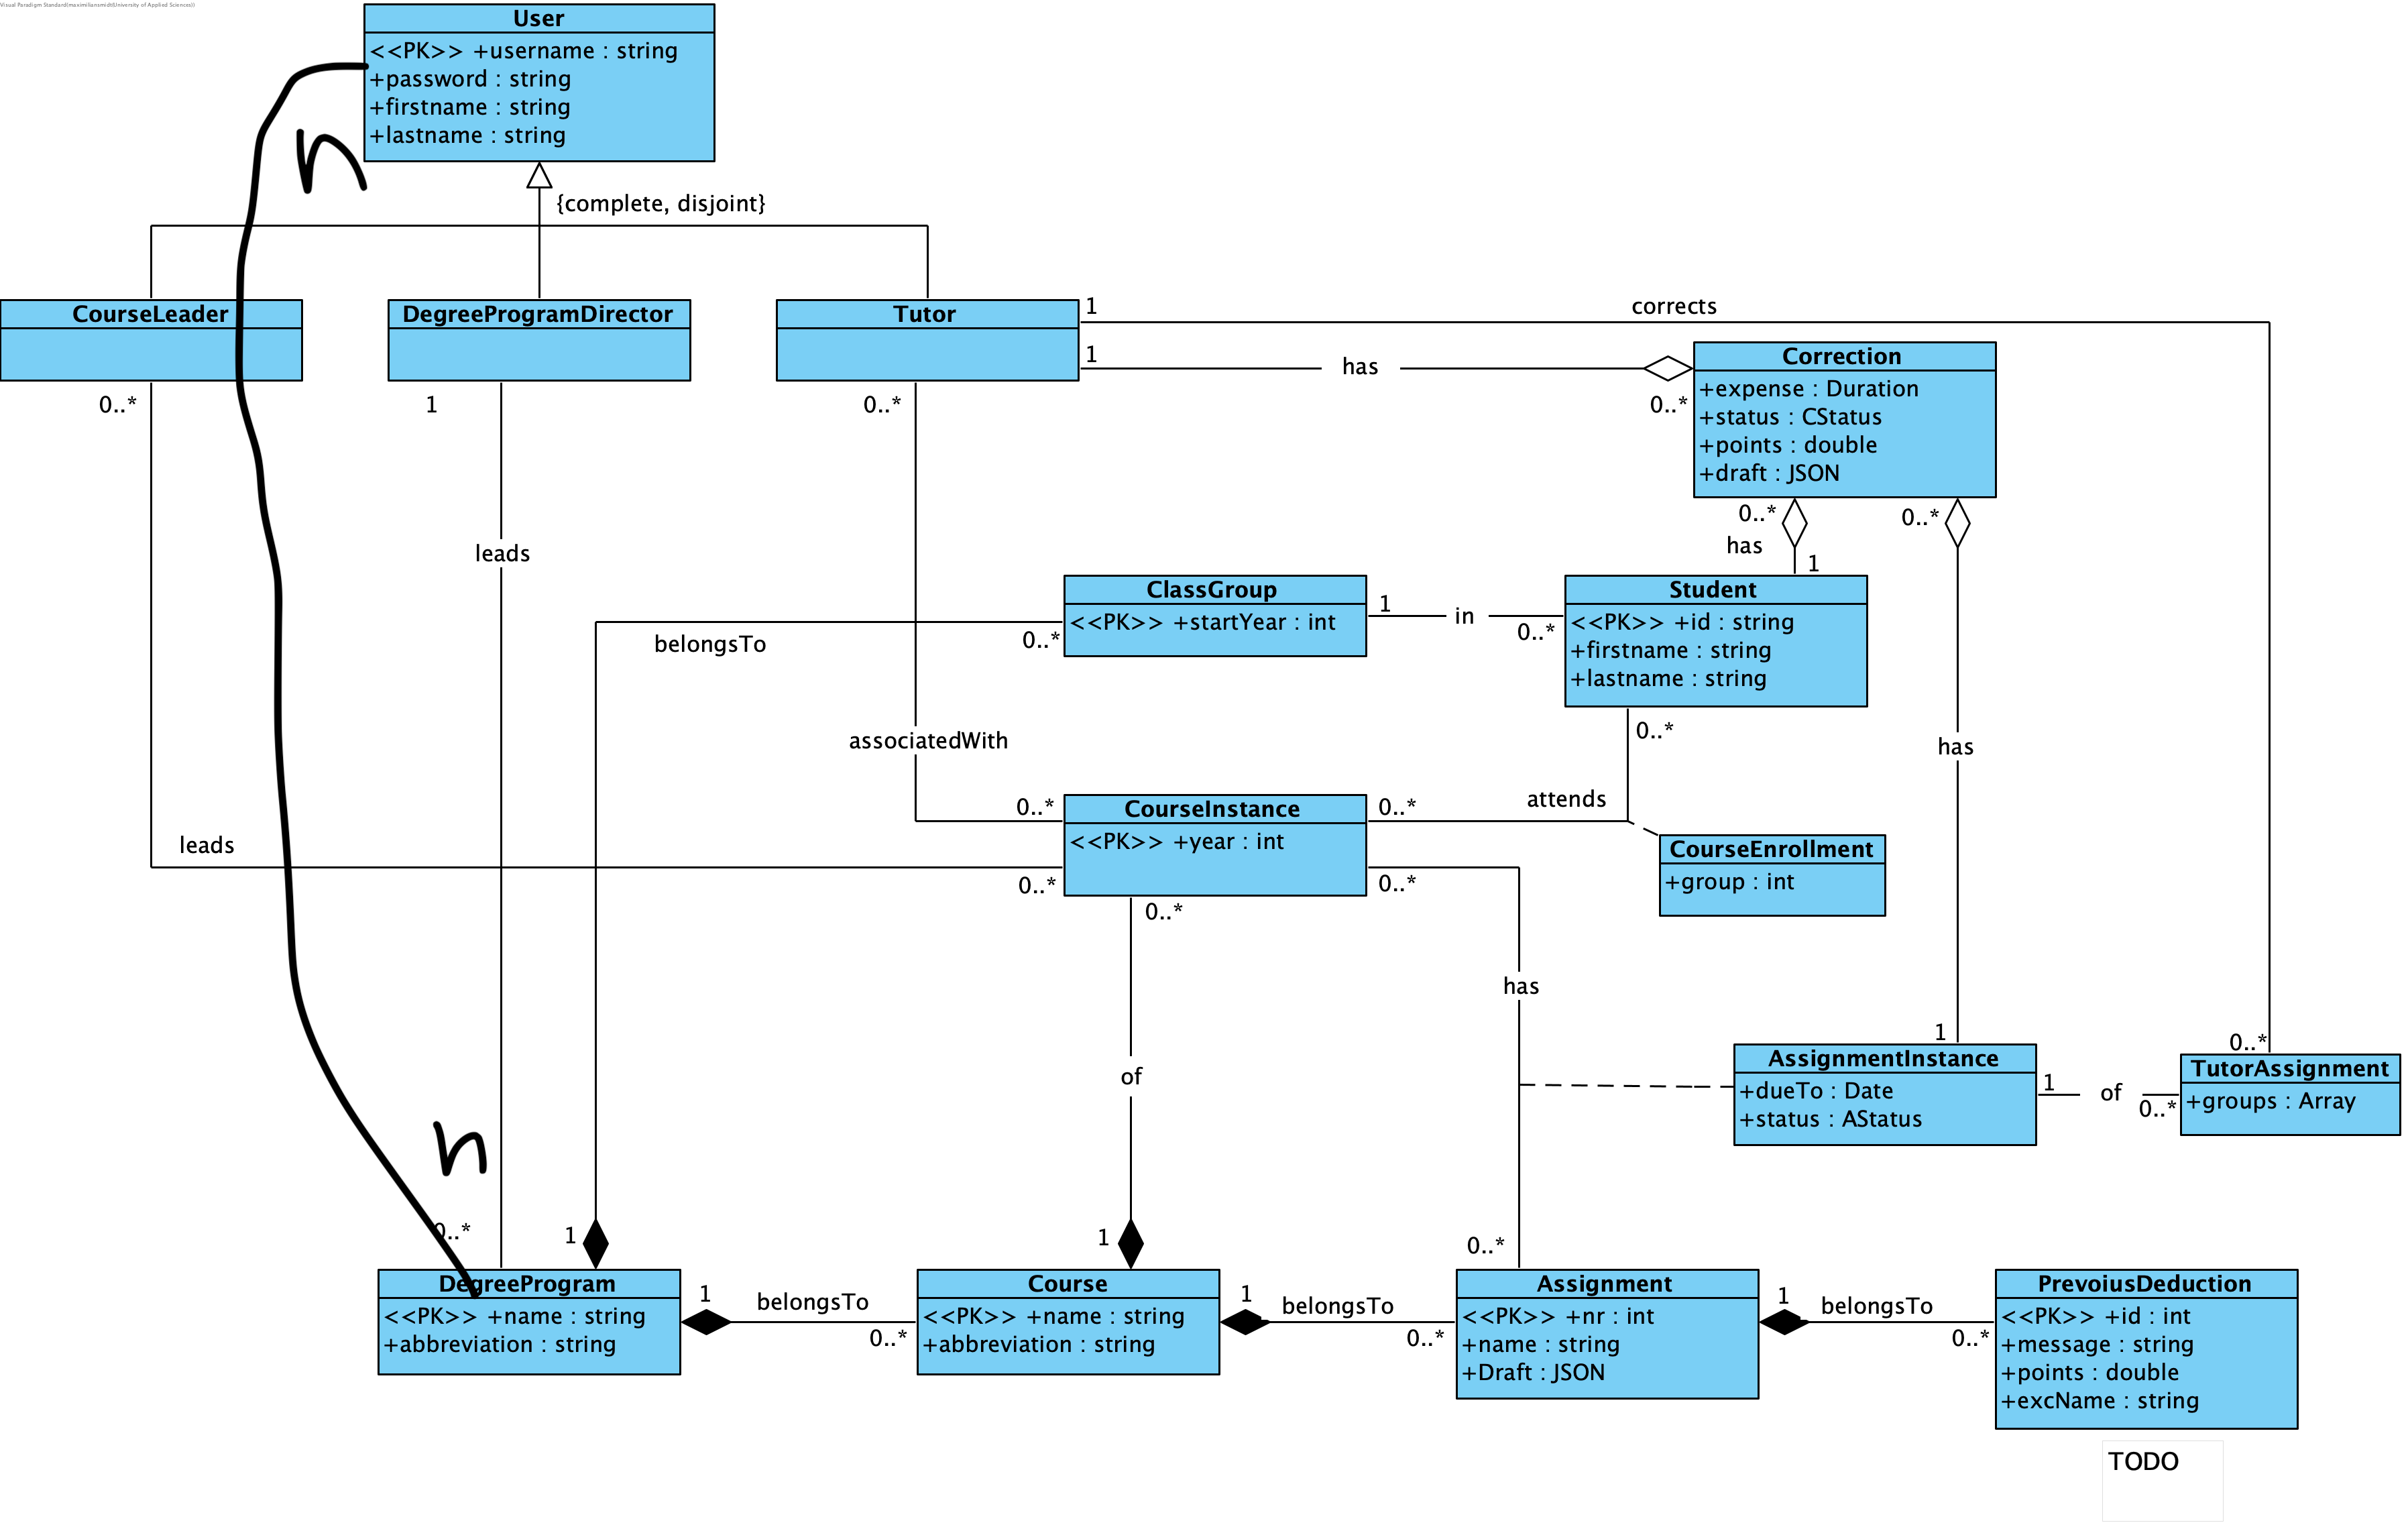 Visual Paradigm Standard(maximiliansmidt(University of Applied Sciences))
User
<<PK>> +username : string
+password : string
+firstname : string
+lastname : string
n
{complete, disjoint}
CourseLeader
DegreeProgramDirector
Tutor
1
corrects
1
has
0..*
Correction
+expense : Duration
+status : CStatus
+points : double
+draft : JSON
0..*
1
0..*
0..*
has
1
0..*
leads
ClassGroup
<<PK>> +startYear : int
1
in
0..*
Student
<<PK>> +id : string
+firstname : string
+lastname : string
belongsTo
0..*
0..*
associatedWith
has
0..*
CourseInstance
<<PK>> +year : int
0..*
attends
leads
0..*
0..*
0..*
CourseEnrollment
+group : int
has
of
1
0..*
AssignmentInstance
+dueTo : Date
+status : AStatus
1
of
0..*
TutorAssignment
+groups : Array
n
0..*
1
1
0..*
DegreeProgram
<<PK>> +name : string
+abbreviation : string
1
belongsTo
0..*
Course
<<PK>> +name : string
+abbreviation : string
1
belongsTo
0..*
Assignment
<<PK>> +nr : int
+name : string
+Draft : JSON
1
belongsTo
0..*
PrevoiusDeduction
<<PK>> +id : int
+message : string
+points : double
+excName : string
TODO